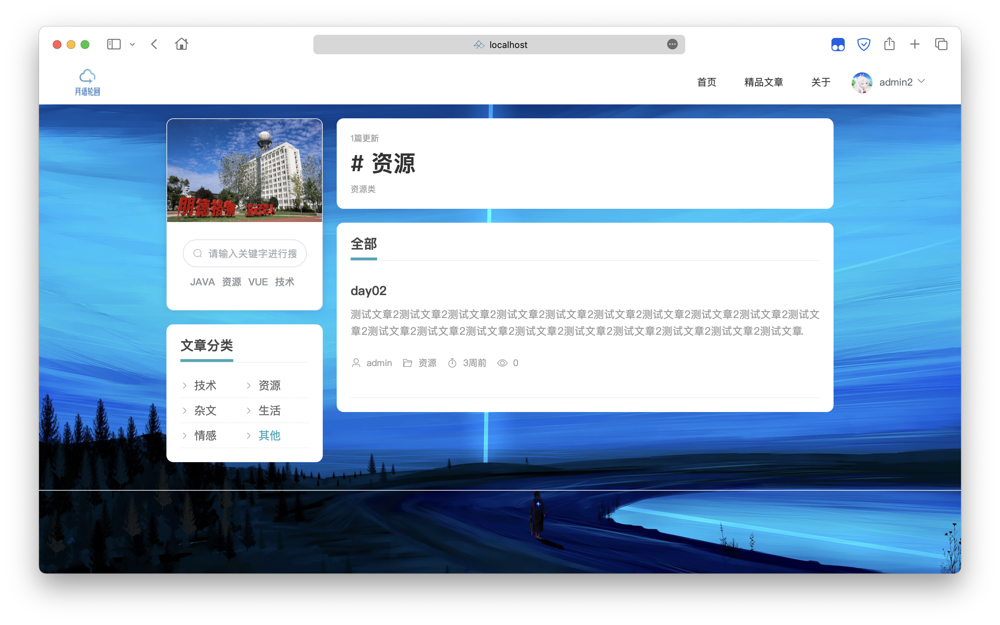 localhost
月语轮回
首页
精品文章
关于
admin2
明德格物
请输入关键字进行搜
JAVA 资源 VUE 技术
文章分类
技术 资源
杂文 生活
情感 其他
1篇更新
# 资源
资源类
全部
day02
测试文章2测试文章2测试文章2测试文章2测试文章2测试文章2测试文章2测试文章2测试文章2测试文
章2测试文章2测试文章2测试文章2测试文章2测试文章2测试文章2测试文章2测试文章2测试文章.
admin 资源 3周前 0